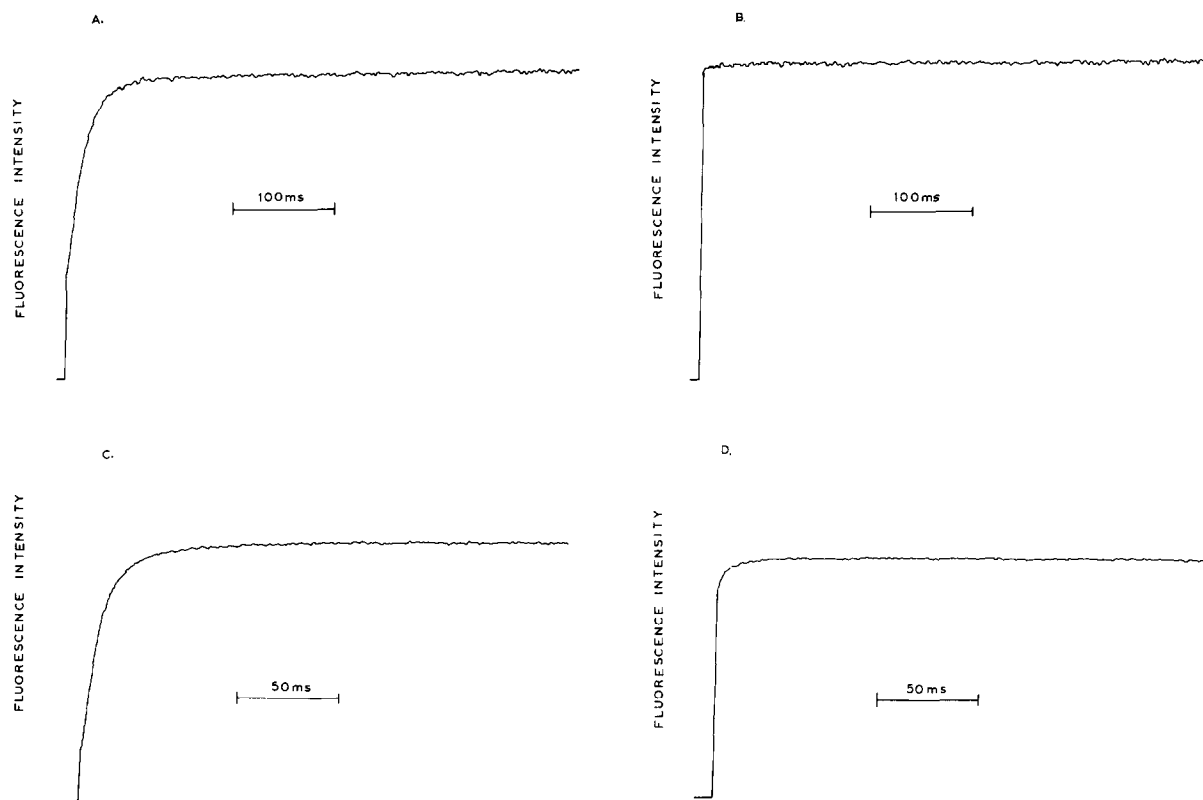 A.
FLUORESCENCE INTENSITY
100ms
B.
FLUORESCENCE INTENSITY
100ms
C.
FLUORESCENCE INTENSITY
50ms
D.
FLUORESCENCE INTENSITY
50ms